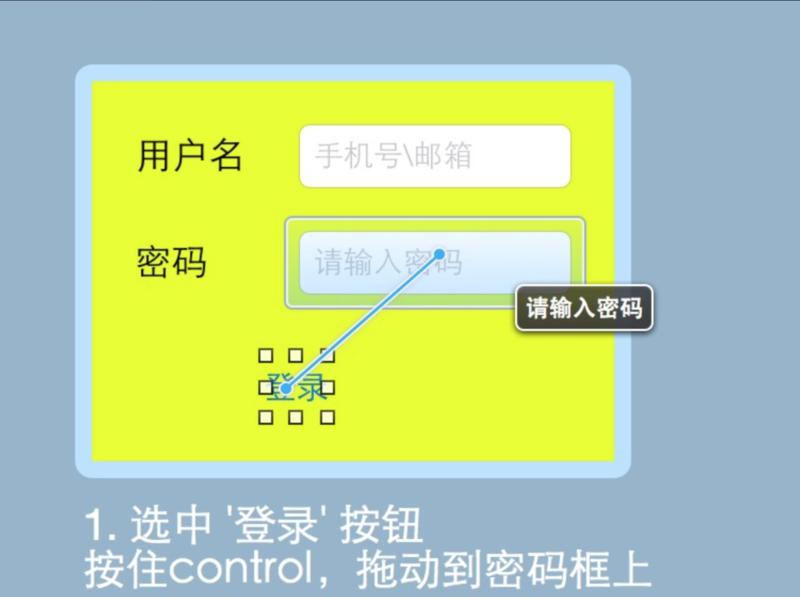 用户名
手机号\邮箱
密码
请输入密码
请输入密码
登录
1. 选中 '登录' 按钮
按住control，拖动到密码框上